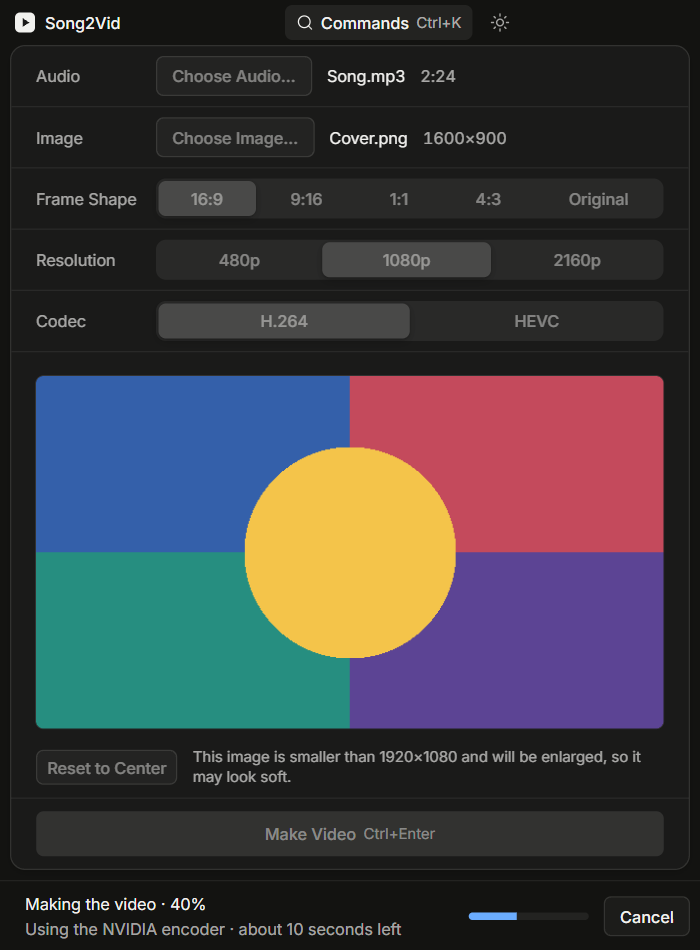 Song2Vid
Commands Ctrl+K
Audio Choose Audio... Song.mp3 2:24
Image Choose Image... Cover.png 1600×900
Frame Shape 16:9 9:16 1:1 4:3 Original
Resolution 480p 1080p 2160p
Codec H.264 HEVC
Reset to Center
This image is smaller than 1920×1080 and will be enlarged, so it
may look soft.
Make Video Ctrl+Enter
Making the video · 40%
Using the NVIDIA encoder · about 10 seconds left
Cancel